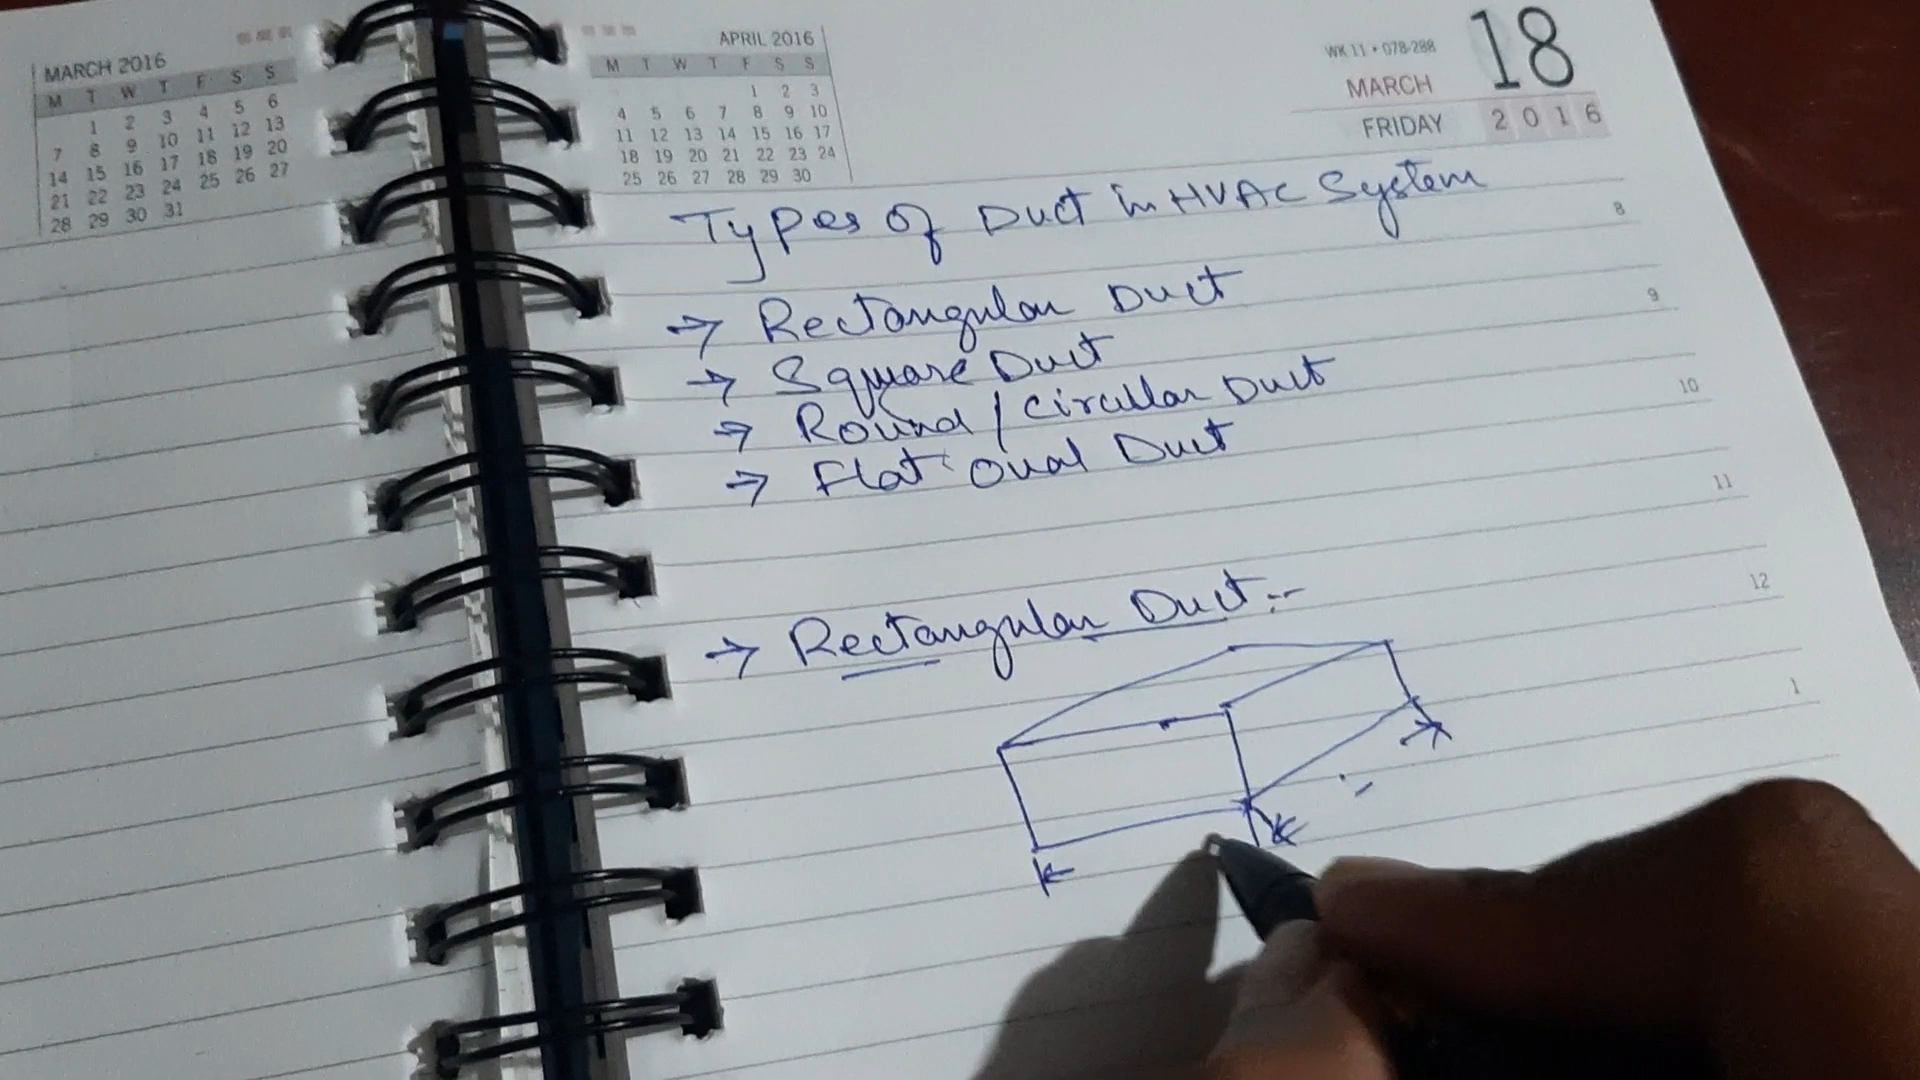 MARCH 2016
M T W T F S S
1 2 3 4 5 6
7 8 9 10 11 12 13
14 15 16 17 18 19 20
21 22 23 24 25 26 27
28 29 30 31
APRIL 2016
M T W T F S S
1 2 3
4 5 6 7 8 9 10
11 12 13 14 15 16 17
18 19 20 21 22 23 24
25 26 27 28 29 30
WK 11 • 078-288
MARCH
18
FRIDAY
2016
Types of Duct in HVAC System
8
→ Rectangular Duct
9
→ Square Duct
→ Round / circular Duct
10
→ Flat oval Duct
11
12
→ Rectangular Duct:-
1